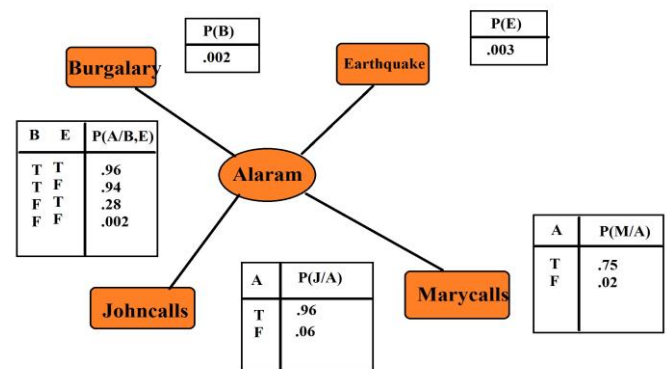 P(B)
.002
P(E)
.003
Burgalary
Earthquake
B E P(A/B,E)
T T .96
T F .94
F T .28
F F .002
Alaram
A P(M/A)
T .75
F .02
A P(J/A)
T .96
F .06
Johncalls
Marycalls